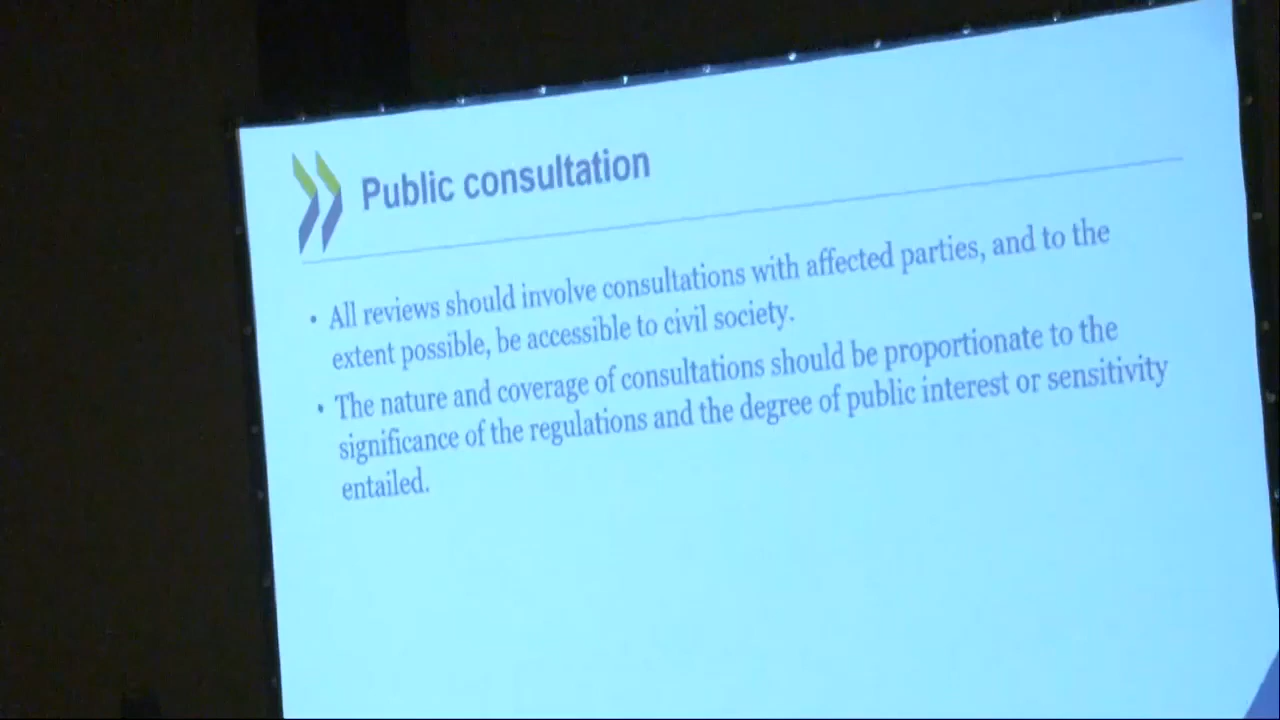 Public consultation
• All reviews should involve consultations with affected parties, and to the
extent possible, be accessible to civil society.
• The nature and coverage of consultations should be proportionate to the
significance of the regulations and the degree of public interest or sensitivity
entailed.